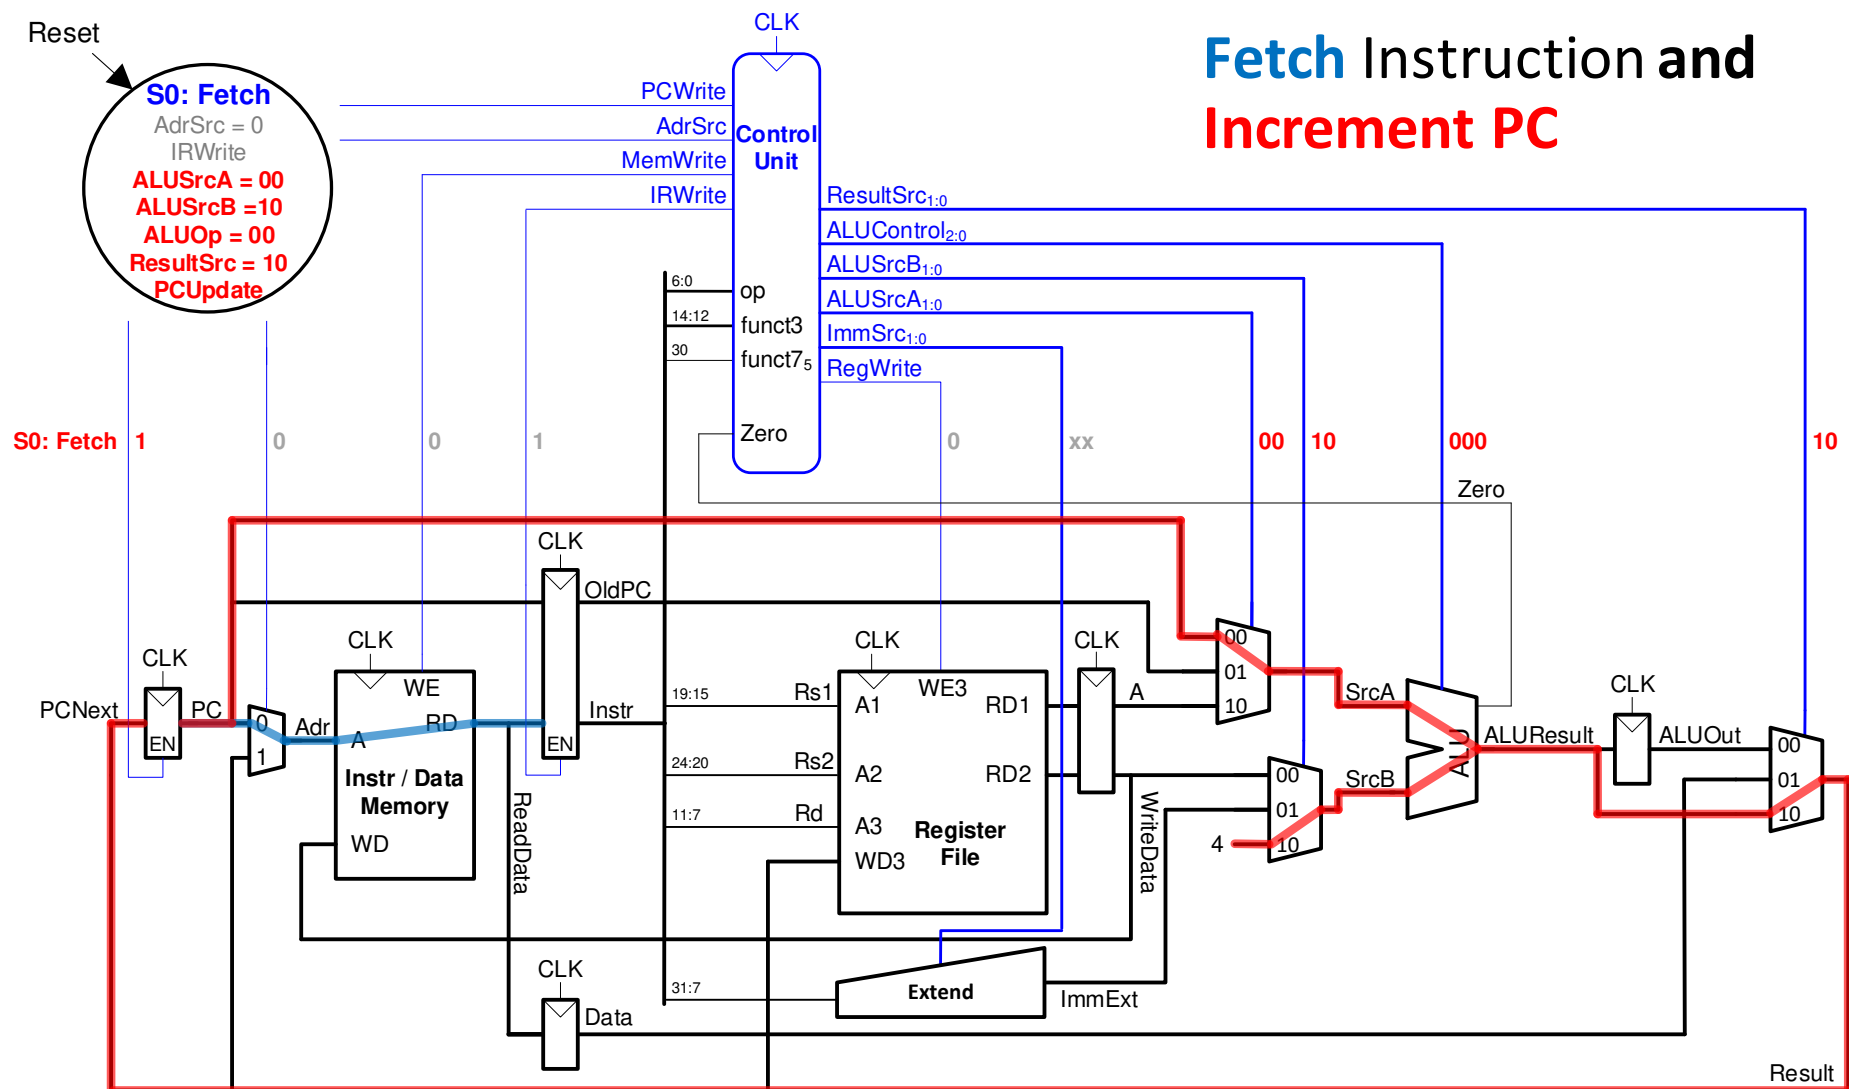 Reset
CLK
Fetch Instruction and
Increment PC
S0: Fetch
AdrSrc = 0
IRWrite
ALUSrcA = 00
ALUSrcB =10
ALUOp = 00
ResultSrc = 10
PCUpdate
PCWrite
AdrSrc
MemWrite
IRWrite
Control
Unit
ResultSrc1:0
ALUControl2:0
ALUSrcB1:0
ALUSrcA1:0
ImmSrc1:0
RegWrite
6:0 op
14:12 funct3
30 funct75
Zero
S0: Fetch 1 0 0 1 0 xx 00 10 000 10
Zero
CLK
OldPC
CLK CLK CLK
00
01
10
CLK
PCNext
EN
PC
0
1
Adr
WE
A
RD
Instr / Data
Memory
WD
ReadData
EN
Instr
19:15 Rs1
24:20 Rs2
11:7 Rd
A1
A2
A3
WD3
WE3
RD1
RD2
Register
File
A
WriteData
00
01
4 10
SrcA
SrcB
ALU
ALUResult
CLK
ALUOut
00
01
10
CLK
Data
31:7
Extend
ImmExt
Result